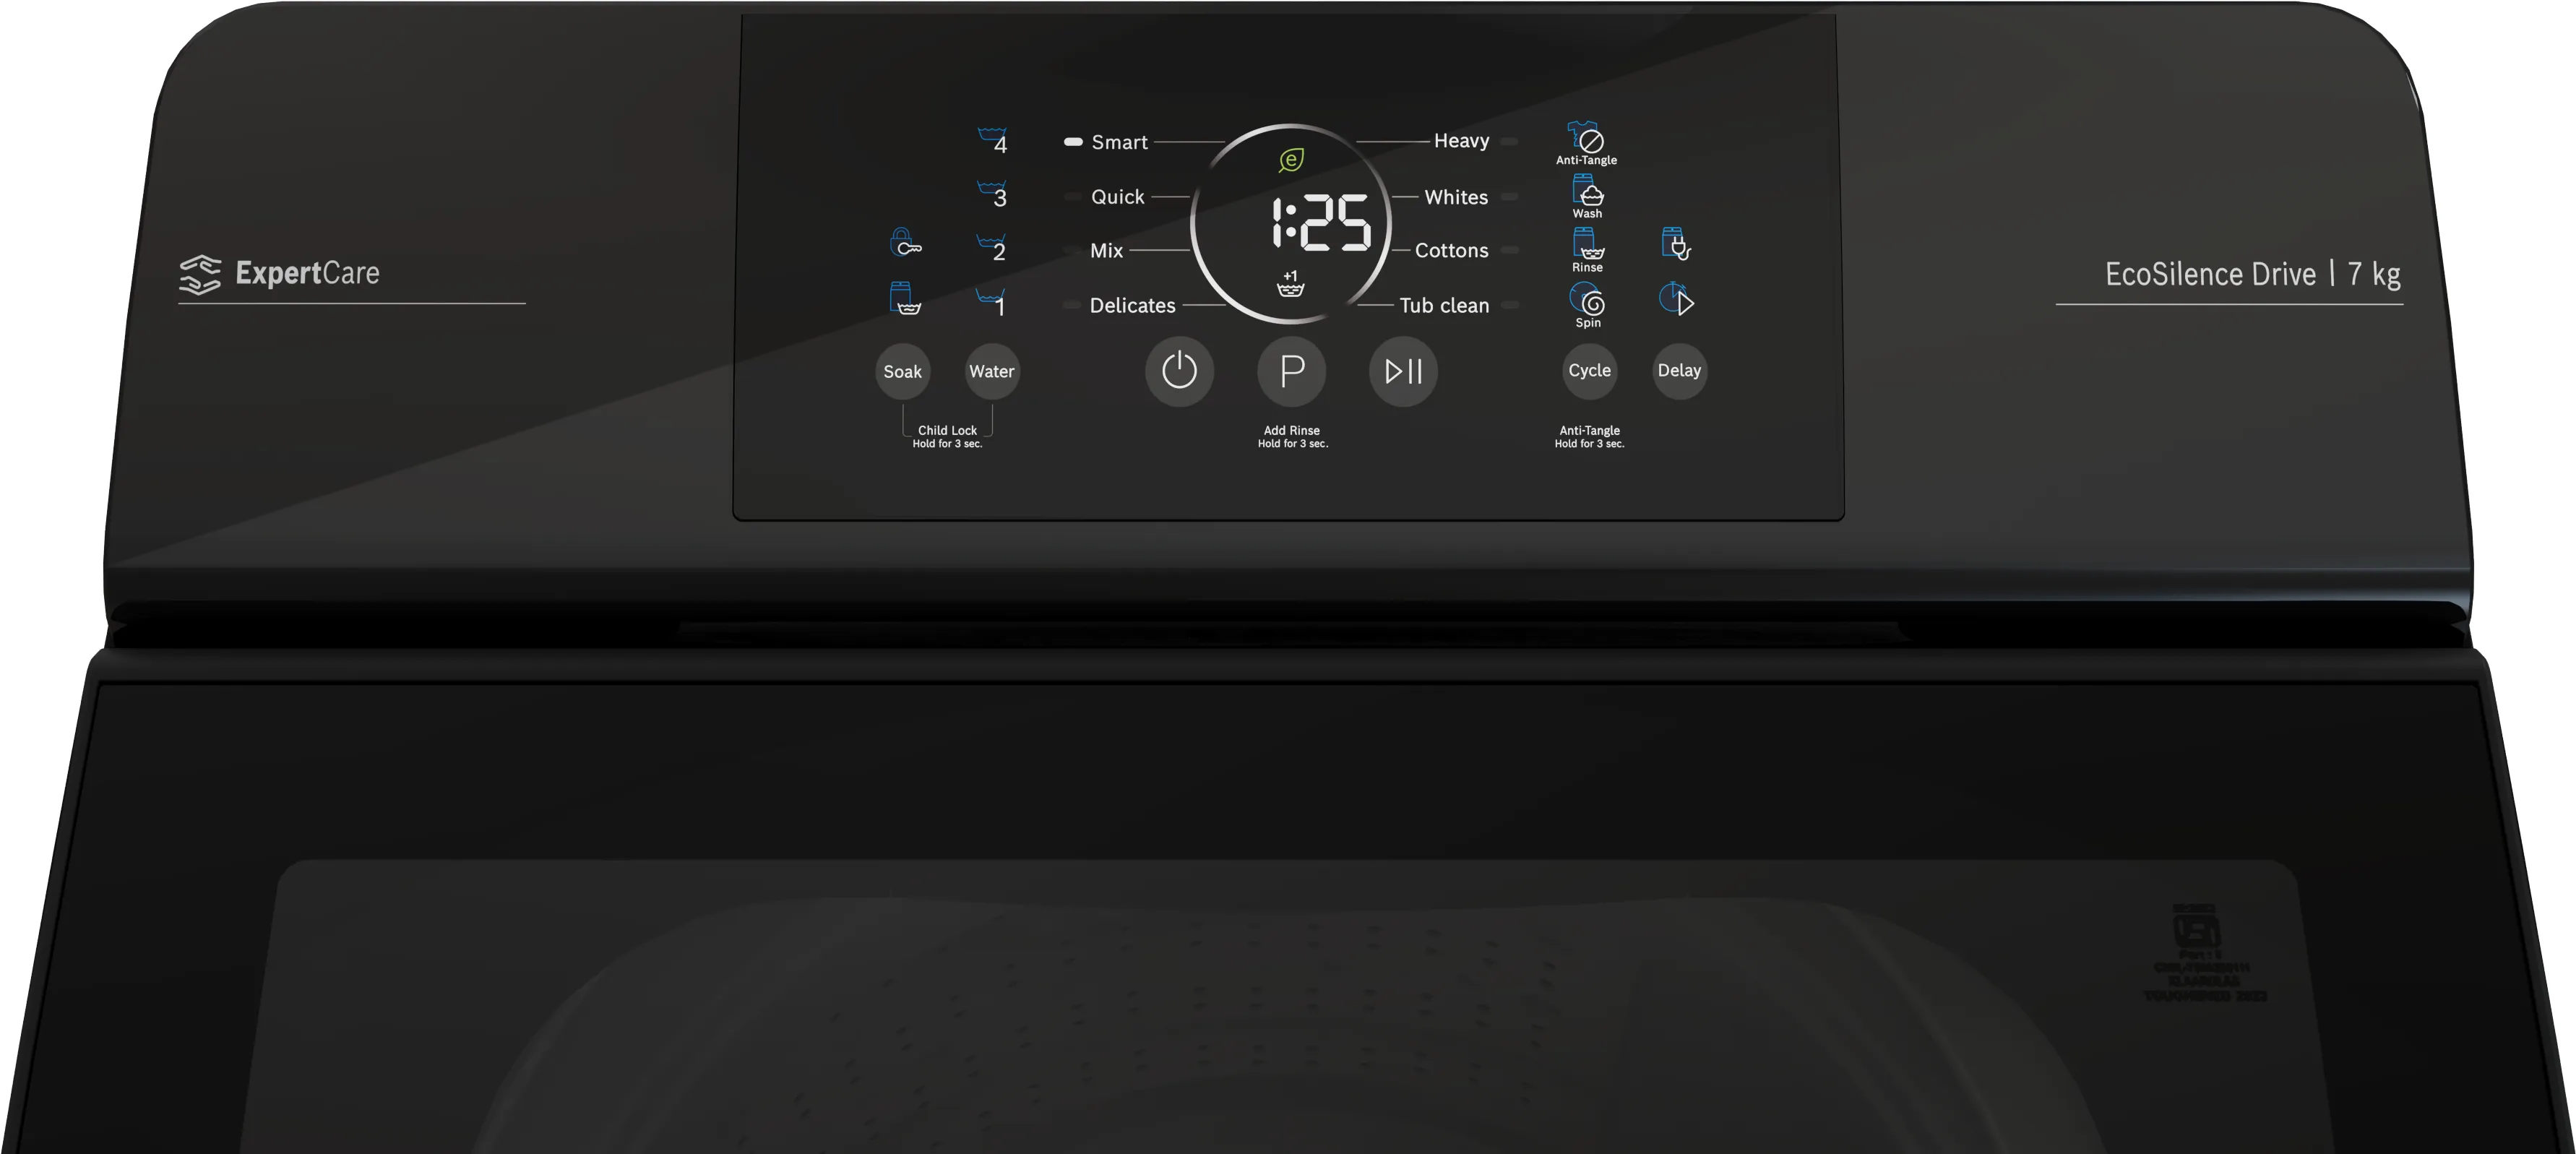 4 Smart Heavy
Anti-Tangle
3 Quick Whites
Wash
2 Mix Cottons
Rinse
1 Delicates Tub clean
Spin
e
1:25
+1
ExpertCare
EcoSilence Drive | 7 kg
Soak Water P Cycle Delay
Child Lock
Hold for 3 sec.
Add Rinse
Hold for 3 sec.
Anti-Tangle
Hold for 3 sec.